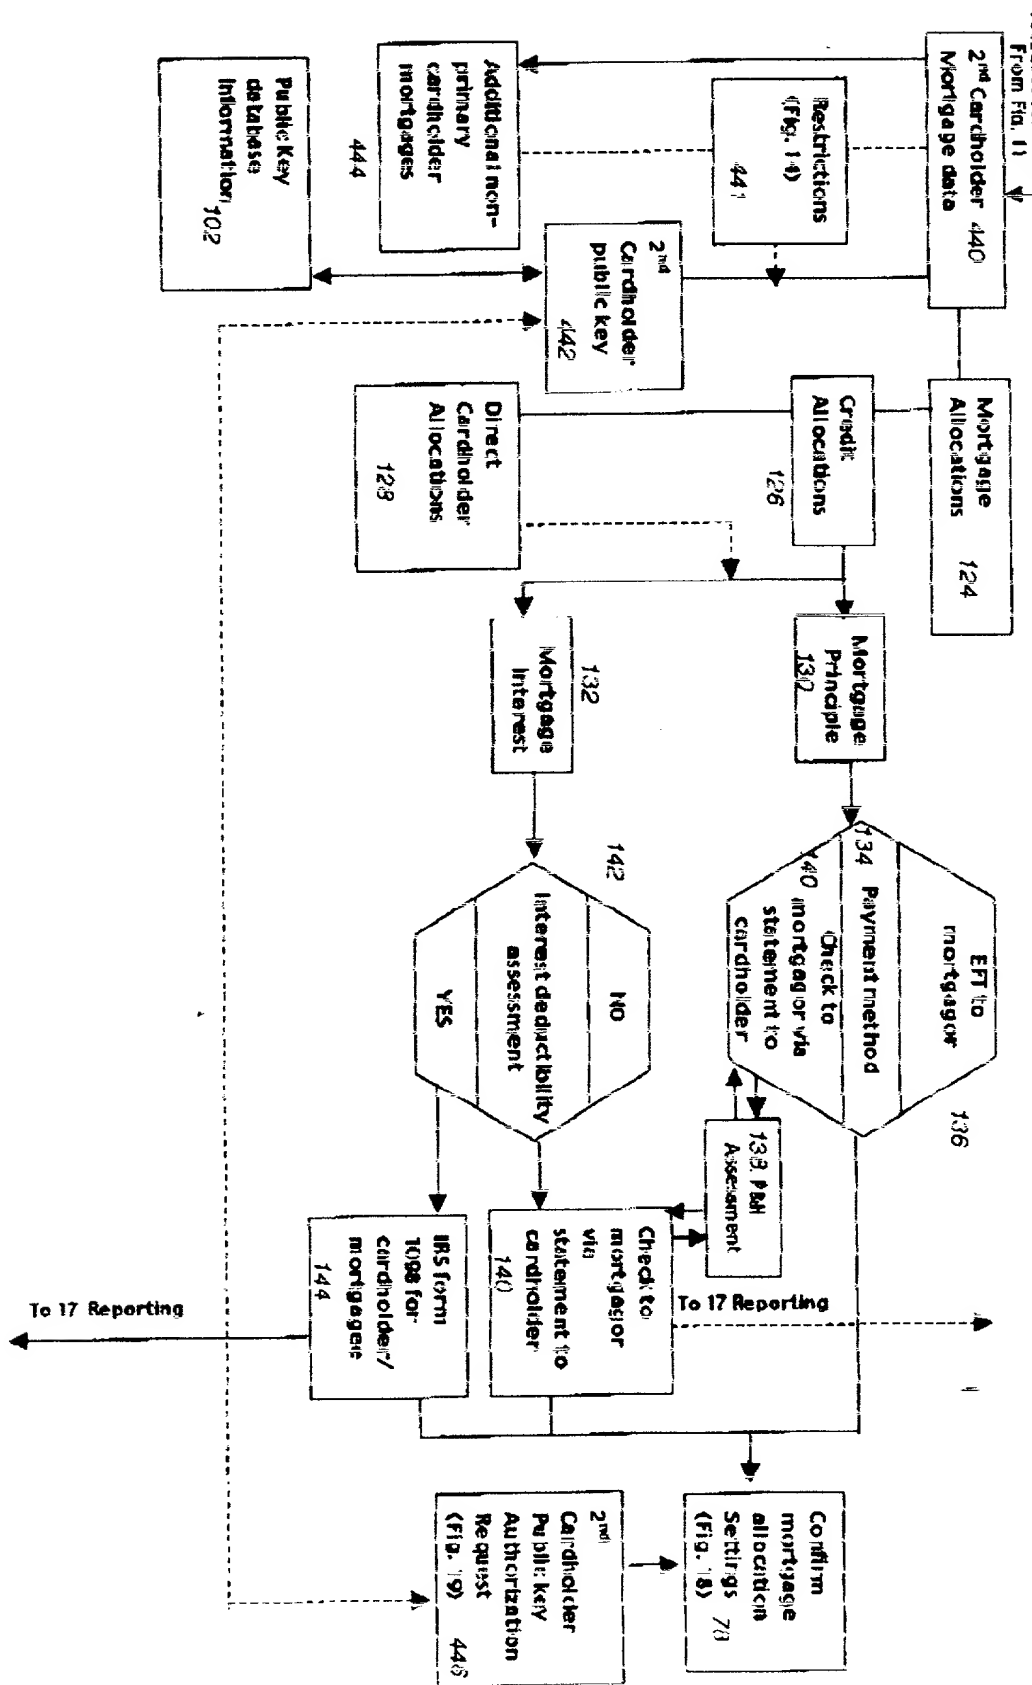 From Fig. 1)
2nd Cardholder 440
Mortgage data
Mortgage
Allocations
124
Restrictions
(Fig. 14)
441
Additional non-
primary
cardholder
mortgages
444
Public Key
database
Information
102
2nd
Cardholder
public key
442
Credit
Allocations
126
Direct
Cardholder
Allocations
128
Mortgage
Principle
130
132
Mortgage
Interest
EFT to
mortgagor
136
134 Payment method
140 Check to
mortgagor via
statement to
cardholder
138
Assessment
142
NO
Interest deductibility
assessment
YES
Check to
mortgagor
via
statement to
cardholder
140
To 17 Reporting
IRS form
1098 for
cardholder/
mortgagee
144
To 17 Reporting
Confirm
mortgage
allocation
Settings 78
(Fig. 18)
2nd
Cardholder
Public key
Authorization
Request
(Fig. 19)